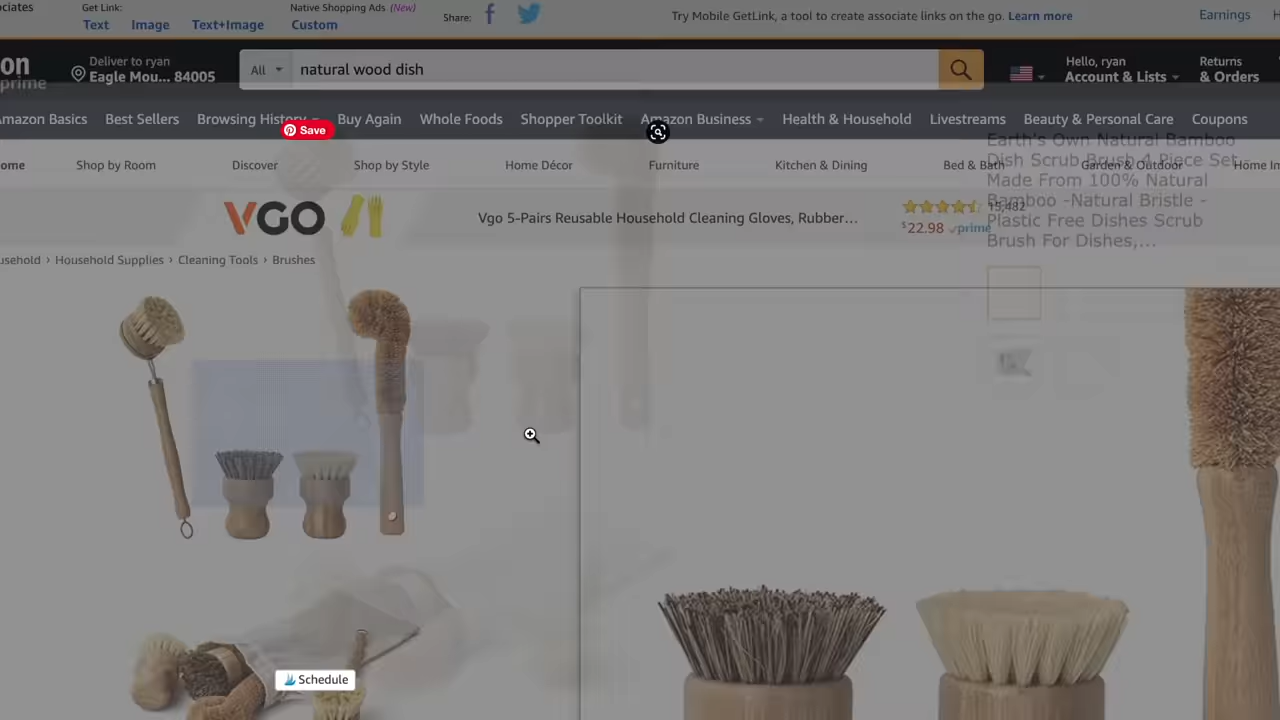 ociates
Get Link:
Native Shopping Ads (New)
Text Image Text+Image Custom
Share:
Try Mobile GetLink, a tool to create associate links on the go. Learn more
Earnings
on
prime
Deliver to ryan
Eagle Mou... 84005
All
natural wood dish
Hello, ryan
Account & Lists
Returns
& Orders
Amazon Basics Best Sellers Browsing History Buy Again Whole Foods Shopper Toolkit Amazon Business Health & Household Livestreams Beauty & Personal Care Coupons
Save
ome Shop by Room Discover Shop by Style Home Décor Furniture Kitchen & Dining Bed & Bath Garden & Outdoor Home In
VGO
Vgo 5-Pairs Reusable Household Cleaning Gloves, Rubber…
15,482
$22.98 prime
Earth's Own Natural Bamboo
Dish Scrub Brush 4 Piece Set,
Made From 100% Natural
Bamboo -Natural Bristle -
Plastic Free Dishes Scrub
Brush For Dishes,...
usehold › Household Supplies › Cleaning Tools › Brushes
Schedule